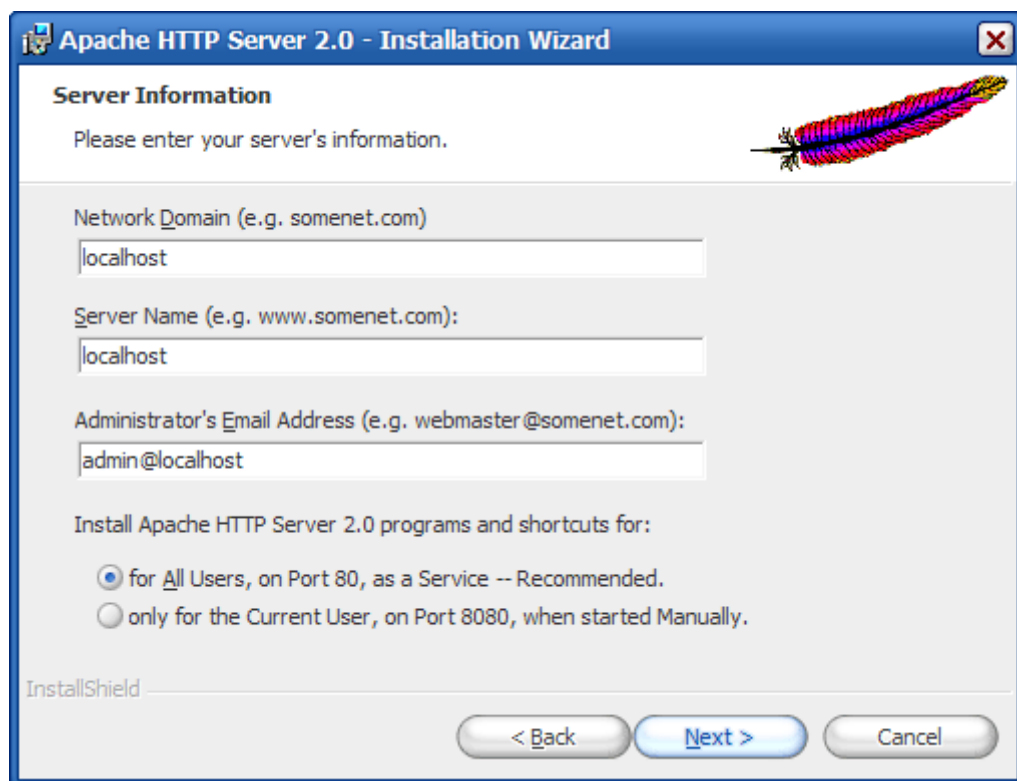 Apache HTTP Server 2.0 - Installation Wizard
Server Information
Please enter your server's information.
Network Domain (e.g. somenet.com)
localhost
Server Name (e.g. www.somenet.com):
localhost
Administrator's Email Address (e.g. webmaster@somenet.com):
admin@localhost
Install Apache HTTP Server 2.0 programs and shortcuts for:
for All Users, on Port 80, as a Service -- Recommended.
only for the Current User, on Port 8080, when started Manually.
InstallShield
< Back Next > Cancel